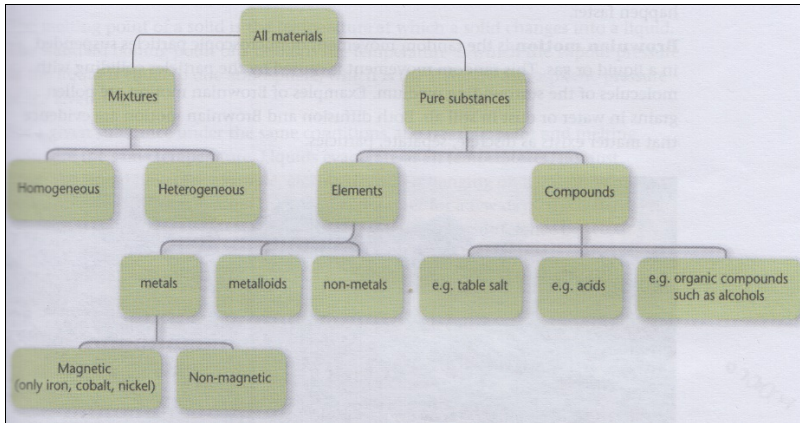 All materials
Mixtures
Pure substances
Homogeneous
Heterogeneous
Elements
Compounds
metals
metalloids
non-metals
e.g. table salt
e.g. acids
e.g. organic compounds
such as alcohols
Magnetic
(only iron, cobalt, nickel)
Non-magnetic